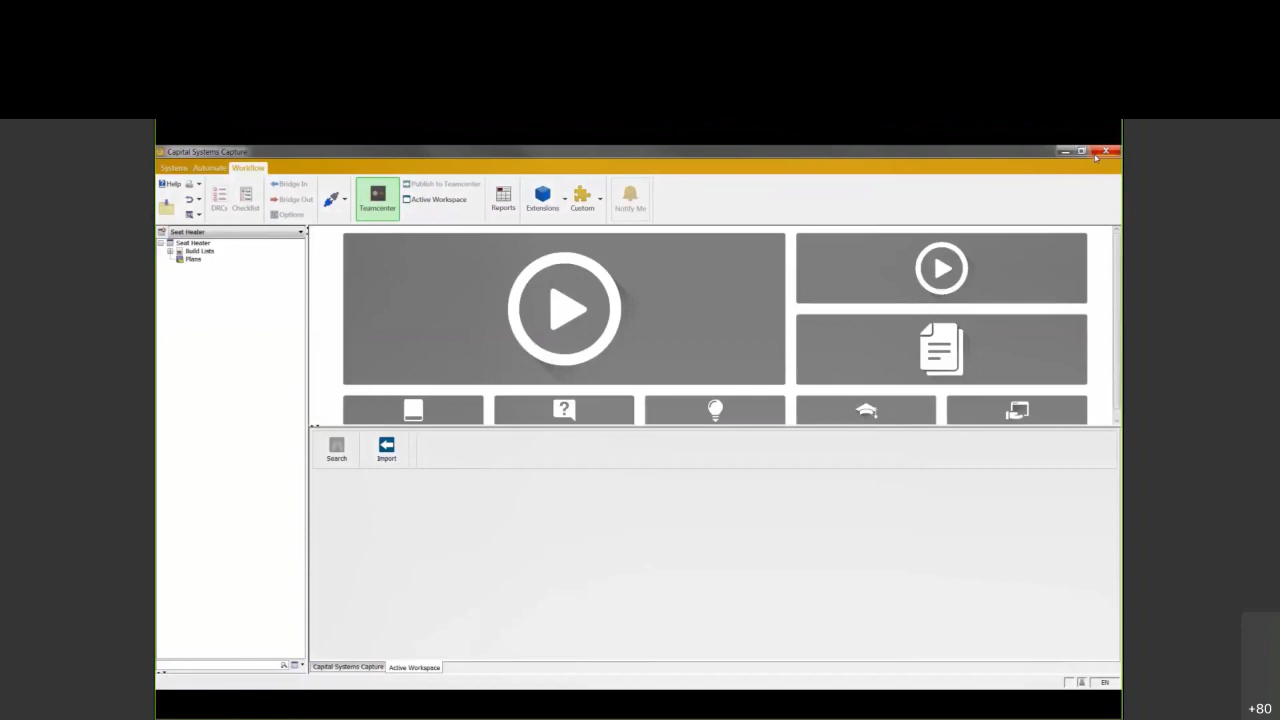 Capital Systems Capture
Systems Automate Workflow
Help
DRCs
Checklist
Bridge In
Bridge Out
Options
Teamcenter
Publish to Teamcenter
Active Workspace
Reports
Extensions
Custom
Notify Me
Seat Heater
Seat Heater
Build Lists
Plans
?
Search
Import
Capital Systems Capture
Active Workspace
EN
+80